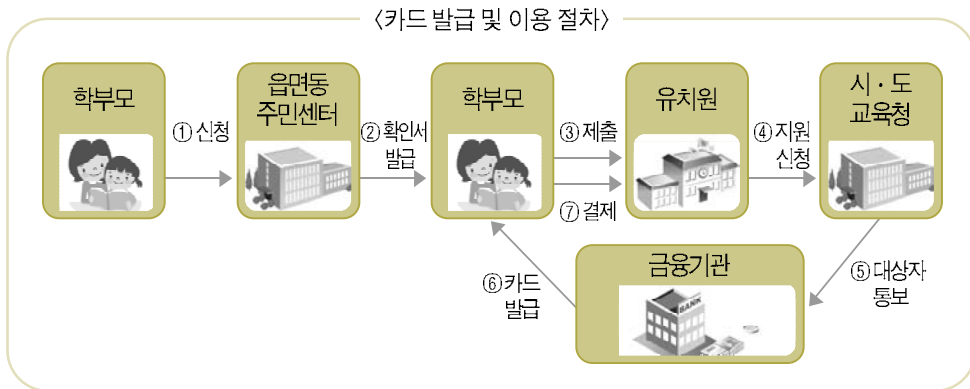 〈카드 발급 및 이용 절차〉
학부모
① 신청
읍면동
주민센터
② 확인서
발급
학부모
③ 제출
⑦ 결제
유치원
④ 지원
신청
시·도
교육청
⑤ 대상자
통보
금융기관
BANK
⑥ 카드
발급